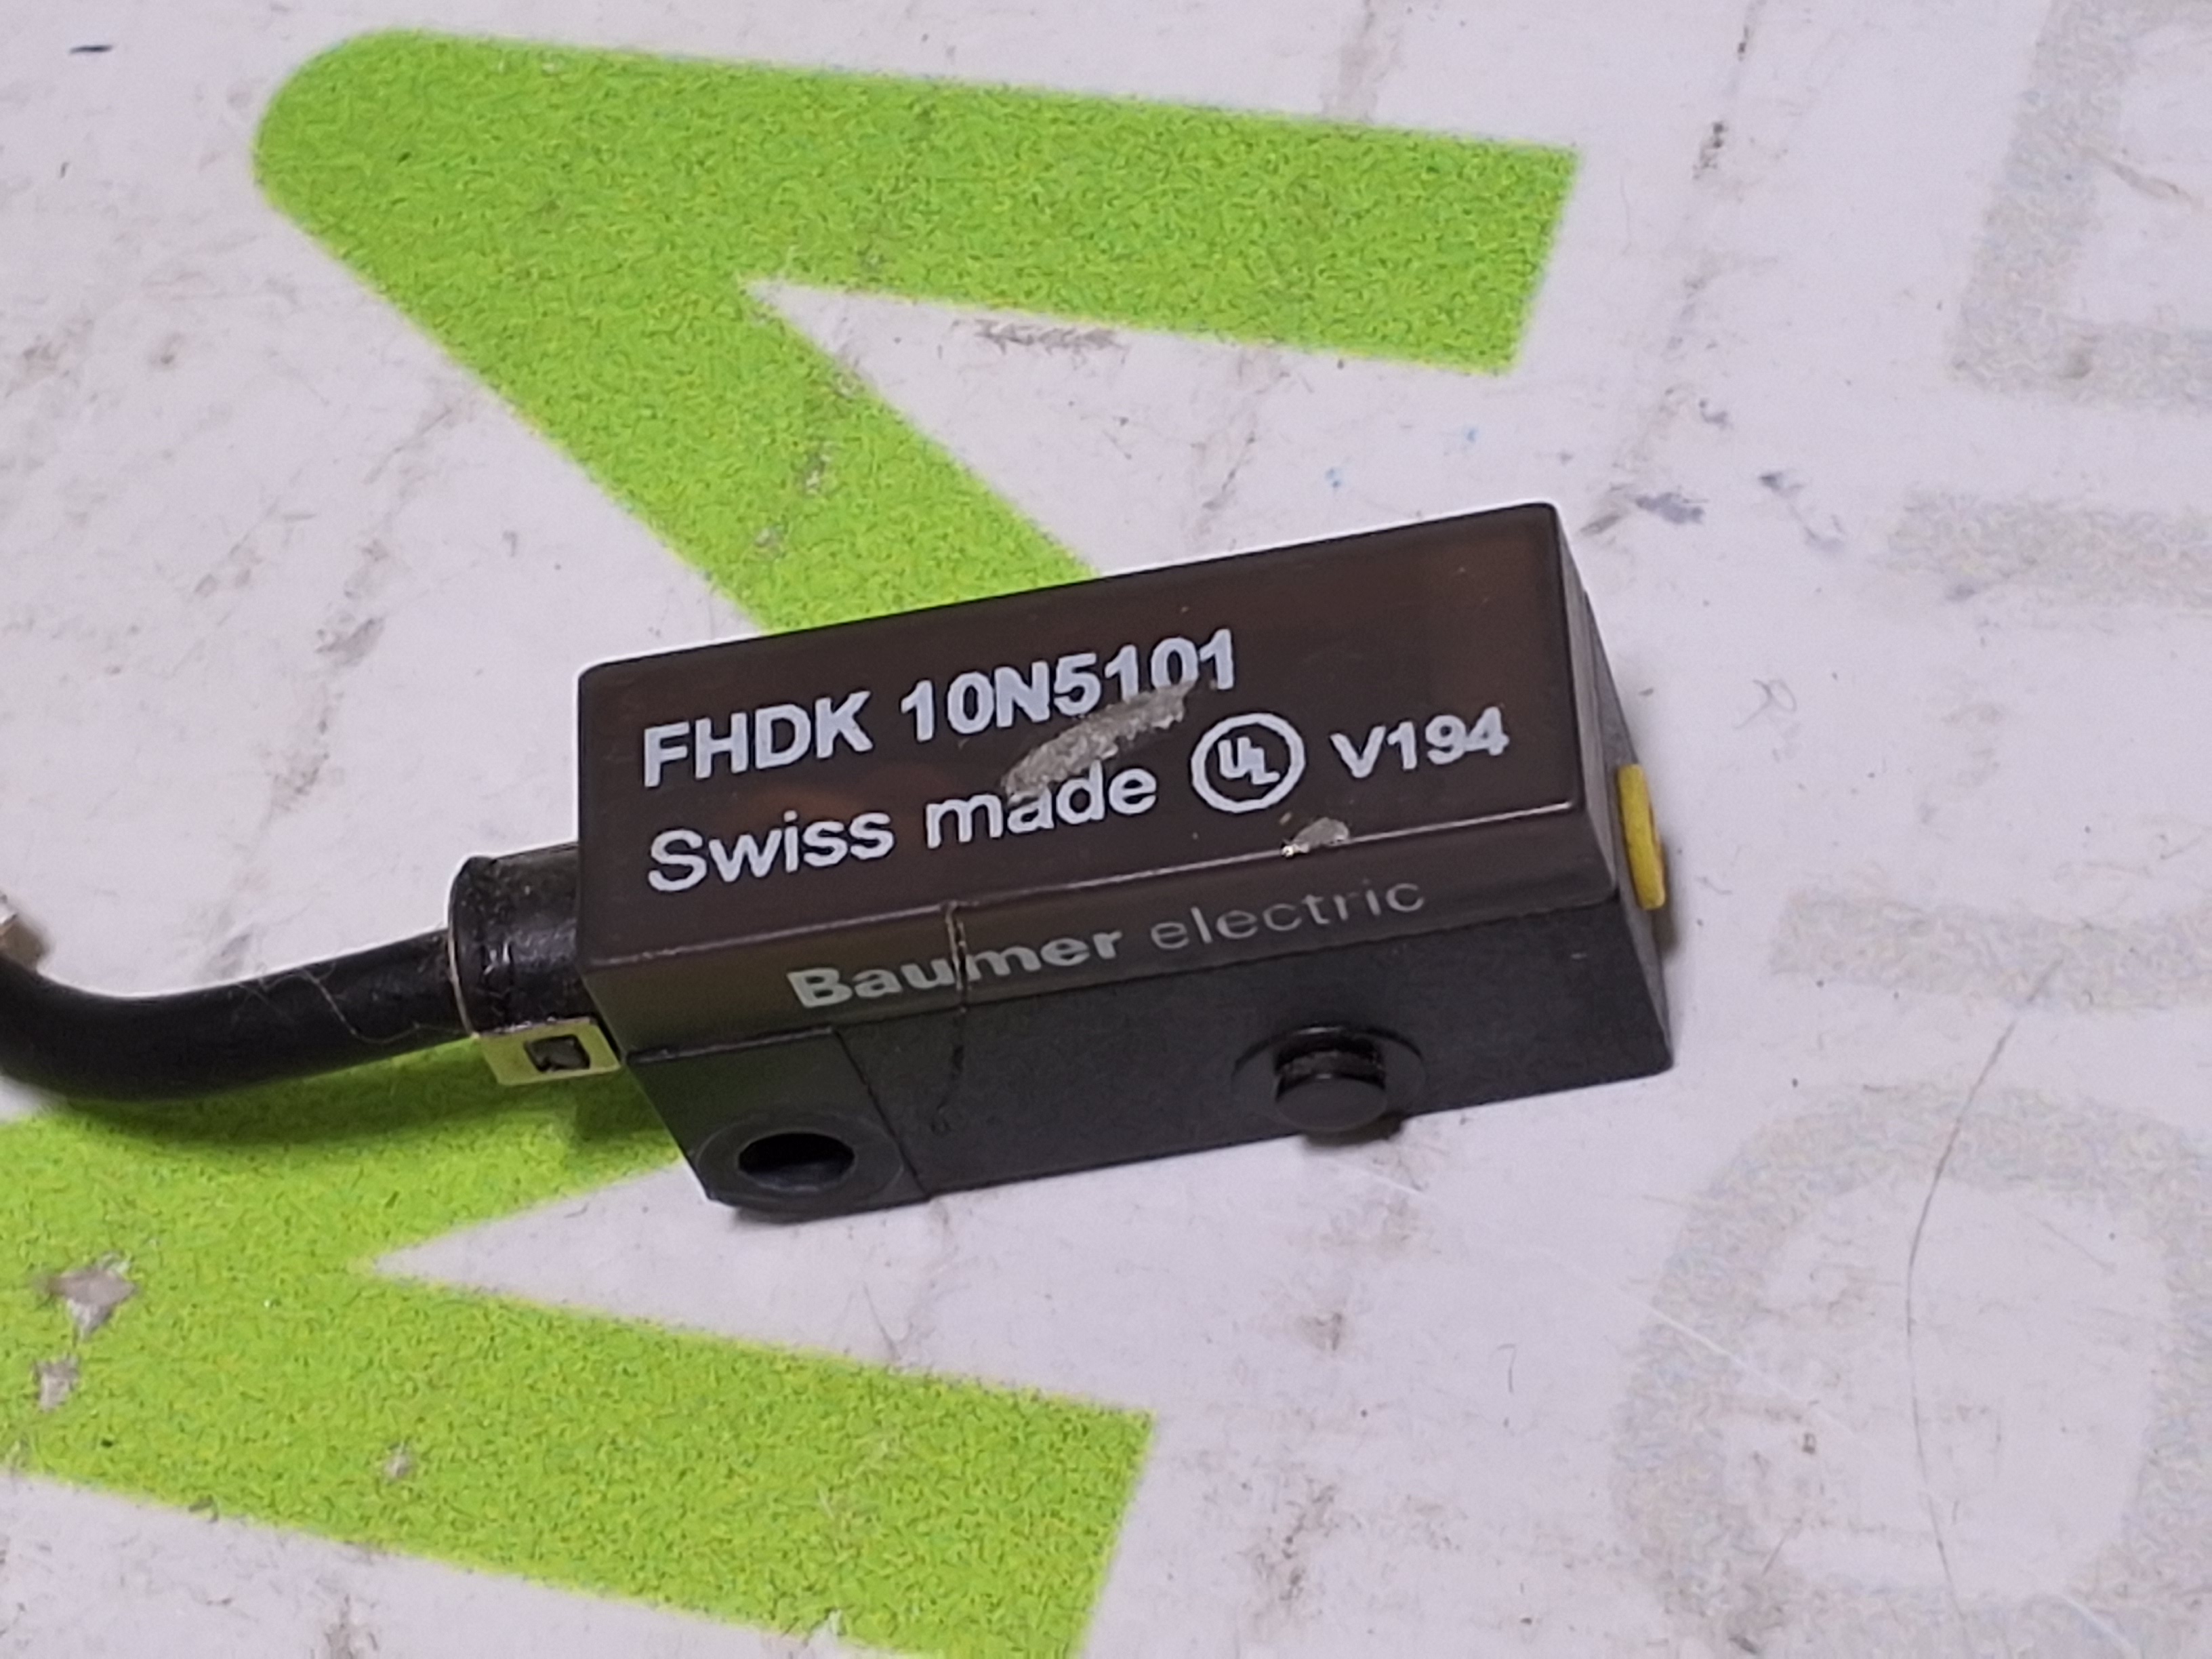 FHDK 10N5101
Swiss made UL V194
Baumer electric